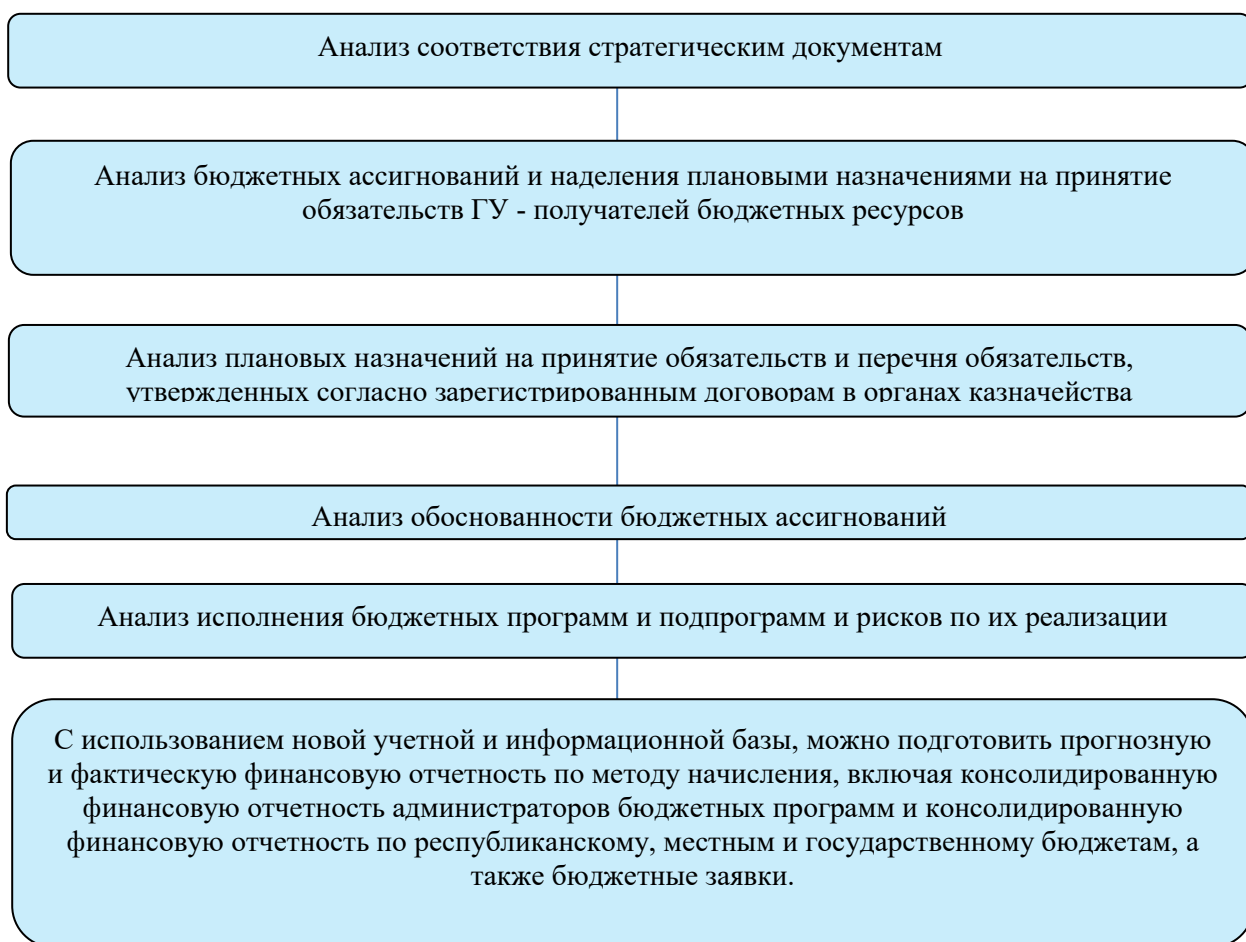 Анализ соответствия стратегическим документам
Анализ бюджетных ассигнований и наделения плановыми назначениями на принятие
обязательств ГУ - получателей бюджетных ресурсов
Анализ плановых назначений на принятие обязательств и перечня обязательств,
утвержденных согласно зарегистрированным договорам в органах казначейства
Анализ обоснованности бюджетных ассигнований
Анализ исполнения бюджетных программ и подпрограмм и рисков по их реализации
С использованием новой учетной и информационной базы, можно подготовить прогнозную
и фактическую финансовую отчетность по методу начисления, включая консолидированную
финансовую отчетность администраторов бюджетных программ и консолидированную
финансовую отчетность по республиканскому, местным и государственному бюджетам, а
также бюджетные заявки.